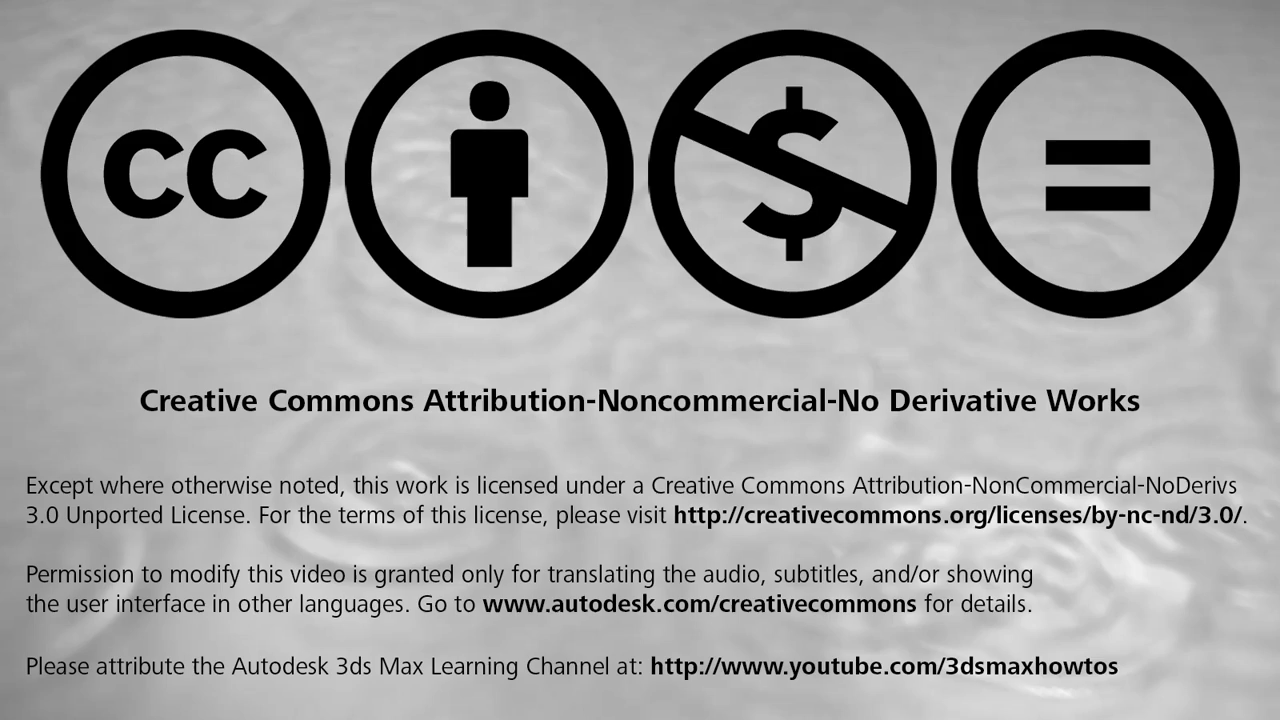 cc $ =
Creative Commons Attribution-Noncommercial-No Derivative Works
Except where otherwise noted, this work is licensed under a Creative Commons Attribution-NonCommercial-NoDerivs
3.0 Unported License. For the terms of this license, please visit http://creativecommons.org/licenses/by-nc-nd/3.0/.
Permission to modify this video is granted only for translating the audio, subtitles, and/or showing
the user interface in other languages. Go to www.autodesk.com/creativecommons for details.
Please attribute the Autodesk 3ds Max Learning Channel at: http://www.youtube.com/3dsmaxhowtos